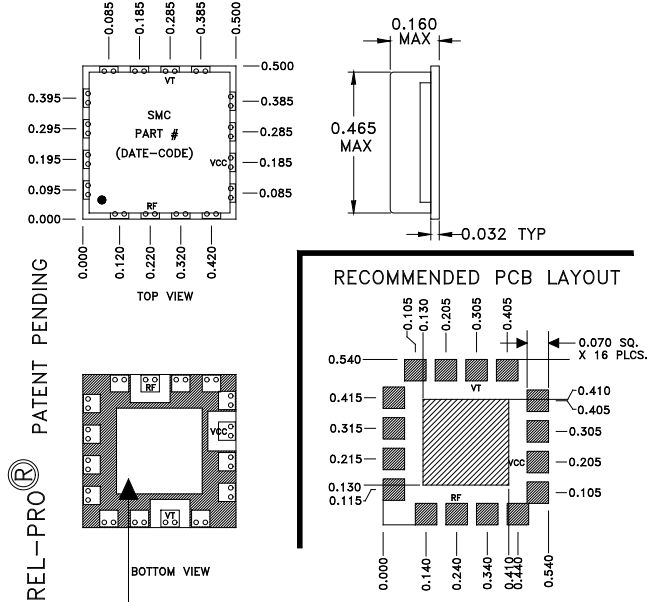 0.085
0.185
0.285
0.385
0.500
0.500
0.395
0.295
0.195
0.095
0.000
0.385
0.285
0.185
0.085
VT
SMC
PART #
(DATE-CODE)
VCC
RF
0.000
0.120
0.220
0.320
0.420
TOP VIEW
0.160
MAX
0.465
MAX
0.032 TYP
REL-PRO® PATENT PENDING
RF
VCC
VT
BOTTOM VIEW
RECOMMENDED PCB LAYOUT
0.105
0.130
0.205
0.305
0.405
0.070 SQ.
X 16 PLCS.
0.540
0.415
0.315
0.215
0.130
0.115
VT
VCC
RF
0.410
0.405
0.305
0.205
0.105
0.000
0.140
0.240
0.340
0.410
0.440
0.540